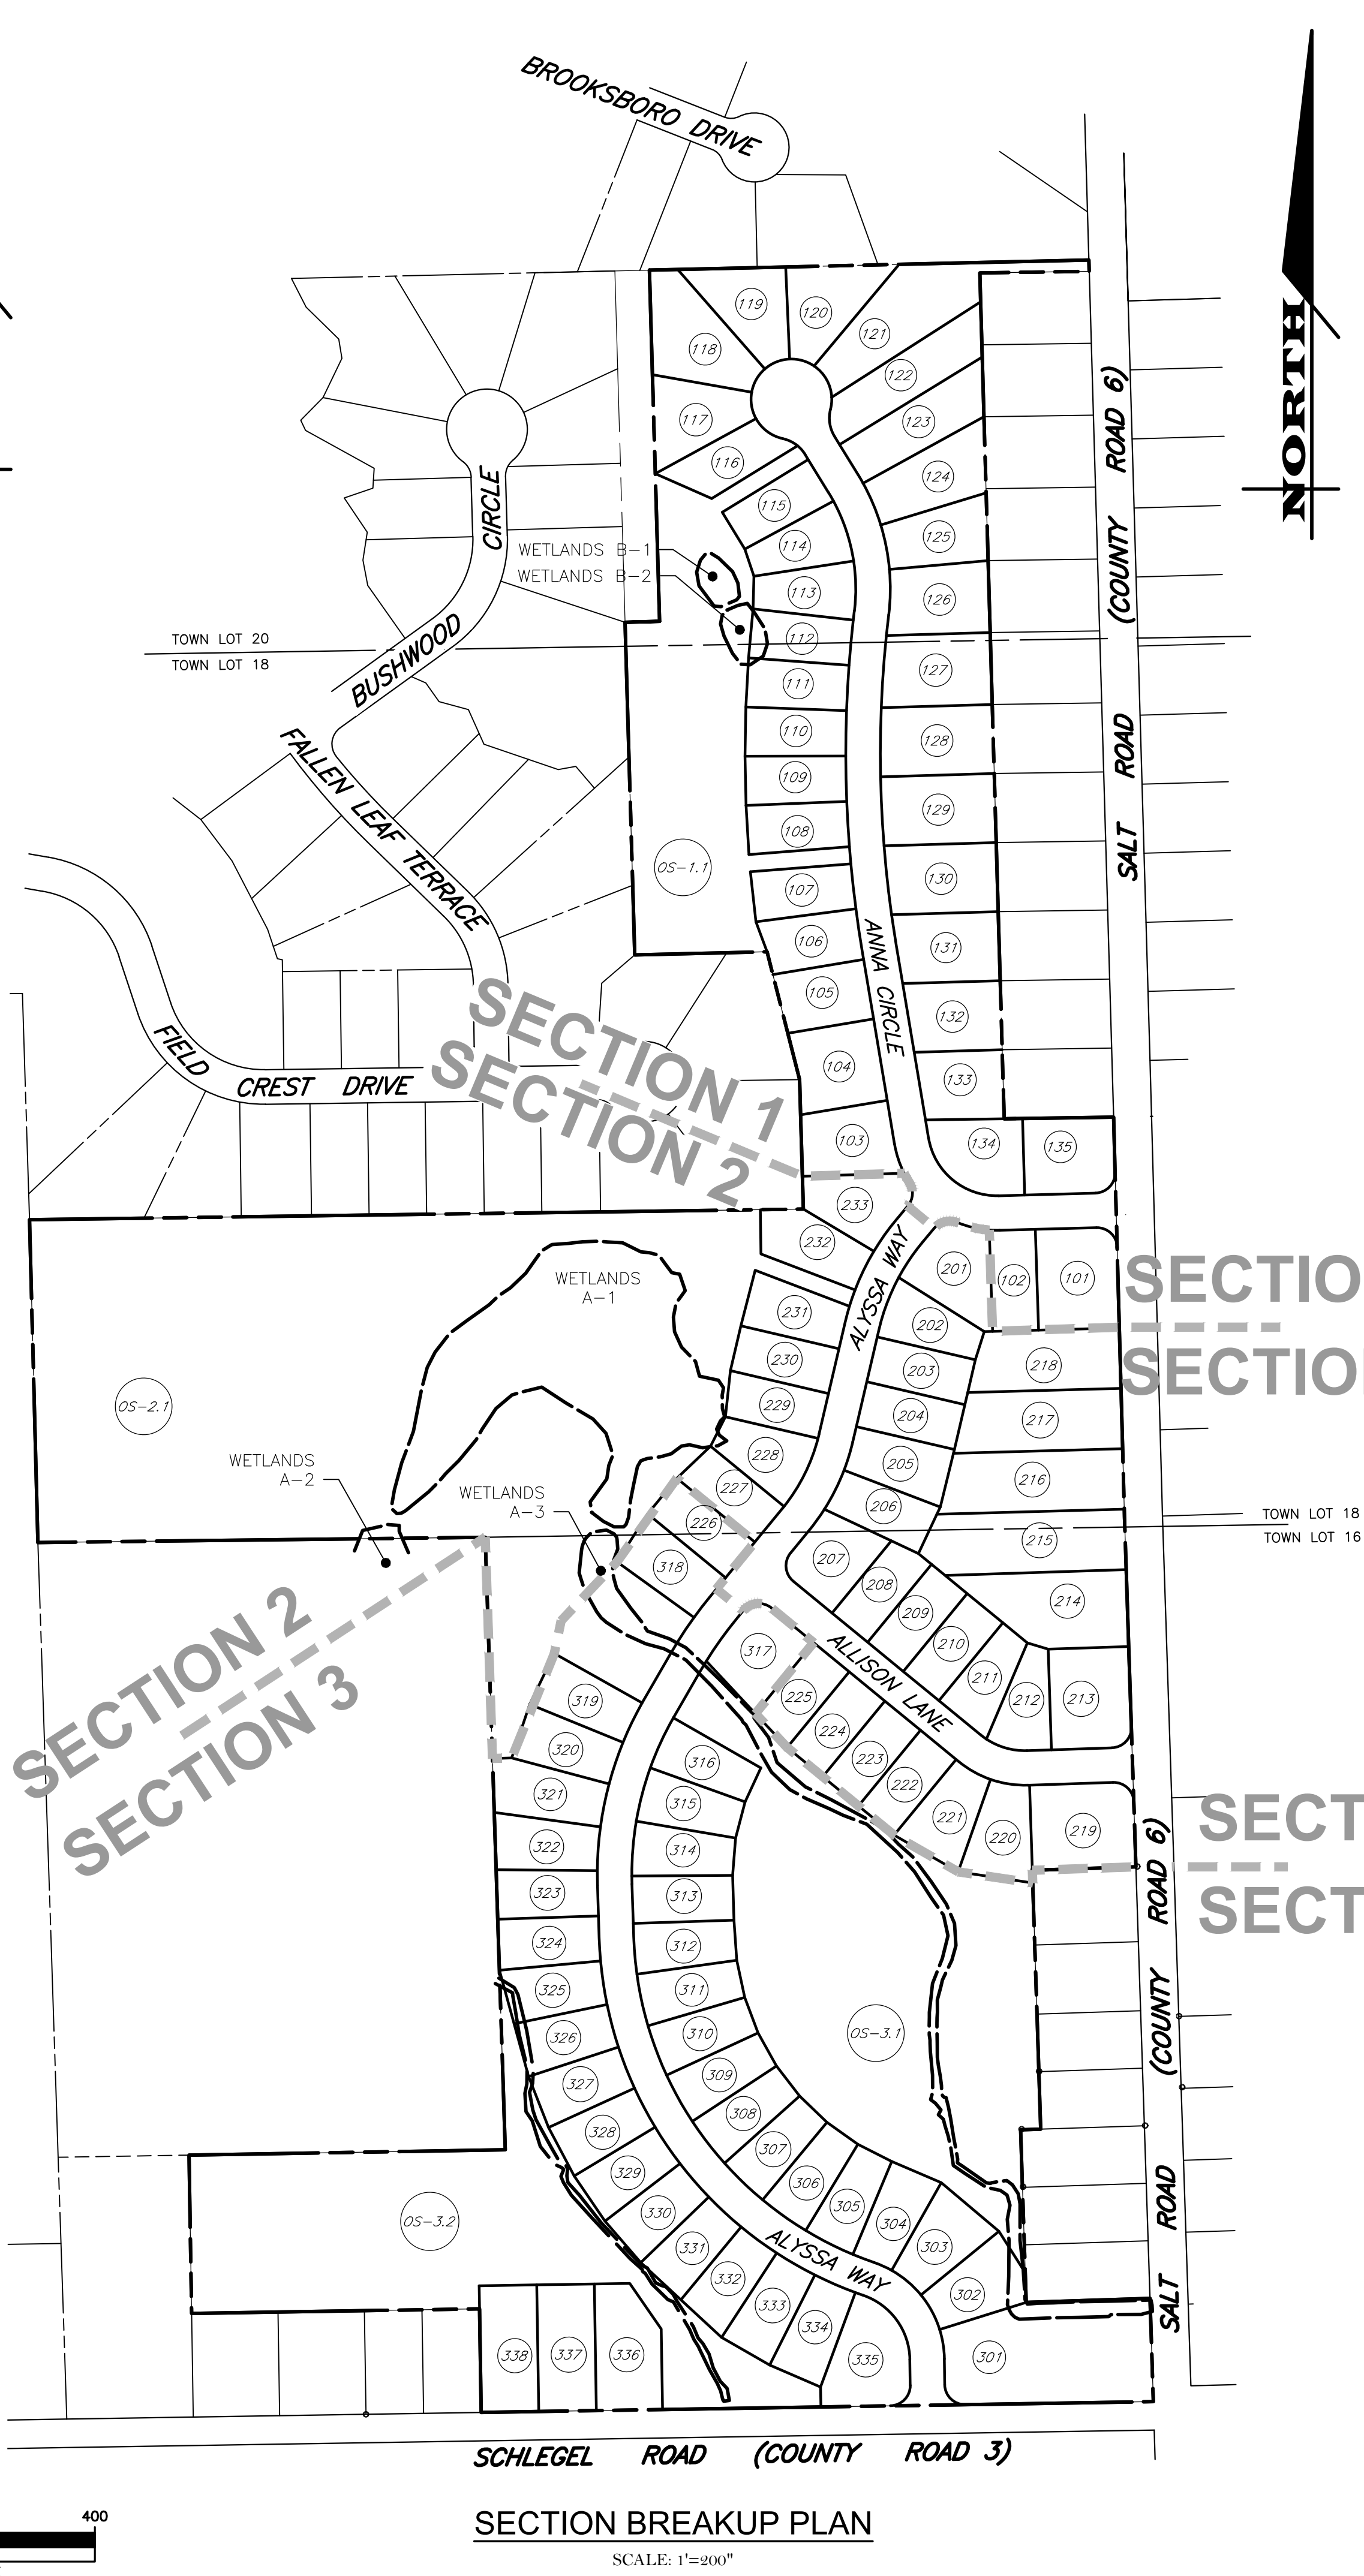 BROOKSBORO DRIVE
NORTH
119
120
121
118
122
117
123
116
124
115
125
114
WETLANDS B-1
WETLANDS B-2
113
126
112
TOWN LOT 20
TOWN LOT 18
127
111
110
128
109
129
108
OS-1.1
130
107
106
131
105
132
104
133
103
134
135
BUSHWOOD CIRCLE
FALLEN LEAF TERRACE
FIELD CREST DRIVE
ANNA CIRCLE
SALT ROAD (COUNTY ROAD 6)
SECTION 1
SECTION 2
233
232
201
102
101
SECTIO
SECTION
WETLANDS
A-1
231
202
230
203
218
229
204
217
OS-2.1
228
205
216
WETLANDS
A-2
WETLANDS
A-3
227
206
226
215
TOWN LOT 18
TOWN LOT 16
207
318
208
214
209
210
317
211
212
213
225
224
223
222
221
220
219
ALYSSA WAY
ALLISON LANE
SECTION 2
SECTION 3
SECT
SECT
319
320
316
321
315
322
314
323
313
324
312
325
311
326
310
OS-3.1
327
309
328
308
329
307
330
306
305
331
304
332
303
333
302
334
335
301
OS-3.2
338
337
336
ALYSSA WAY
SALT ROAD (COUNTY ROAD 6)
SCHLEGEL ROAD (COUNTY ROAD 3)
400
SECTION BREAKUP PLAN
SCALE: 1'=200"